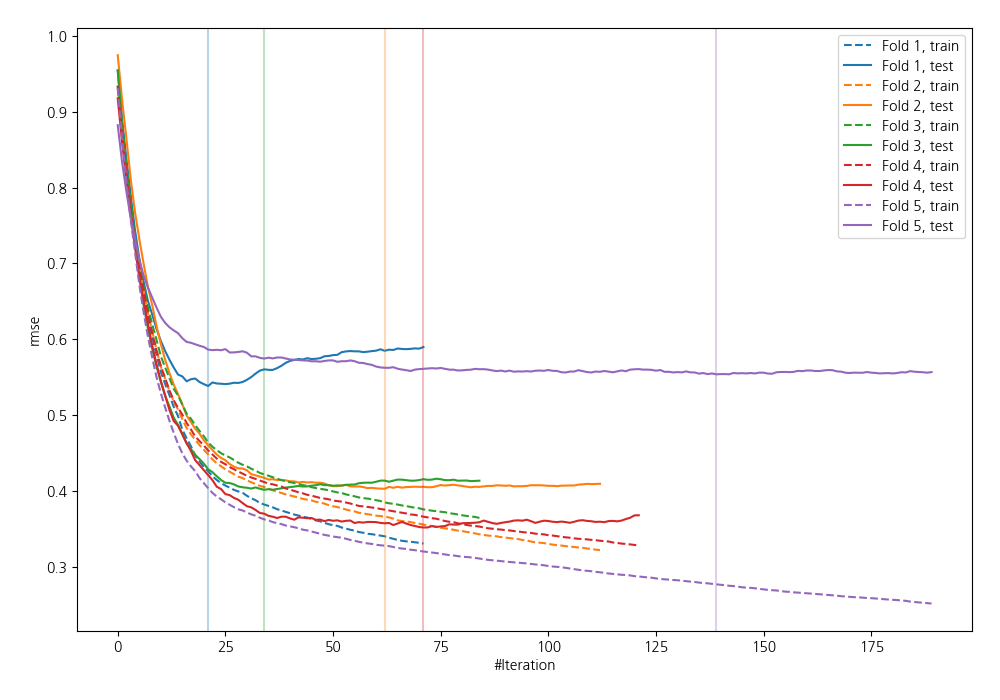 1.0
0.9
0.8
0.7
0.6
0.5
0.4
0.3
rmse
0
25
50
75
100
125
150
175
#Iteration
Fold 1, train
Fold 1, test
Fold 2, train
Fold 2, test
Fold 3, train
Fold 3, test
Fold 4, train
Fold 4, test
Fold 5, train
Fold 5, test